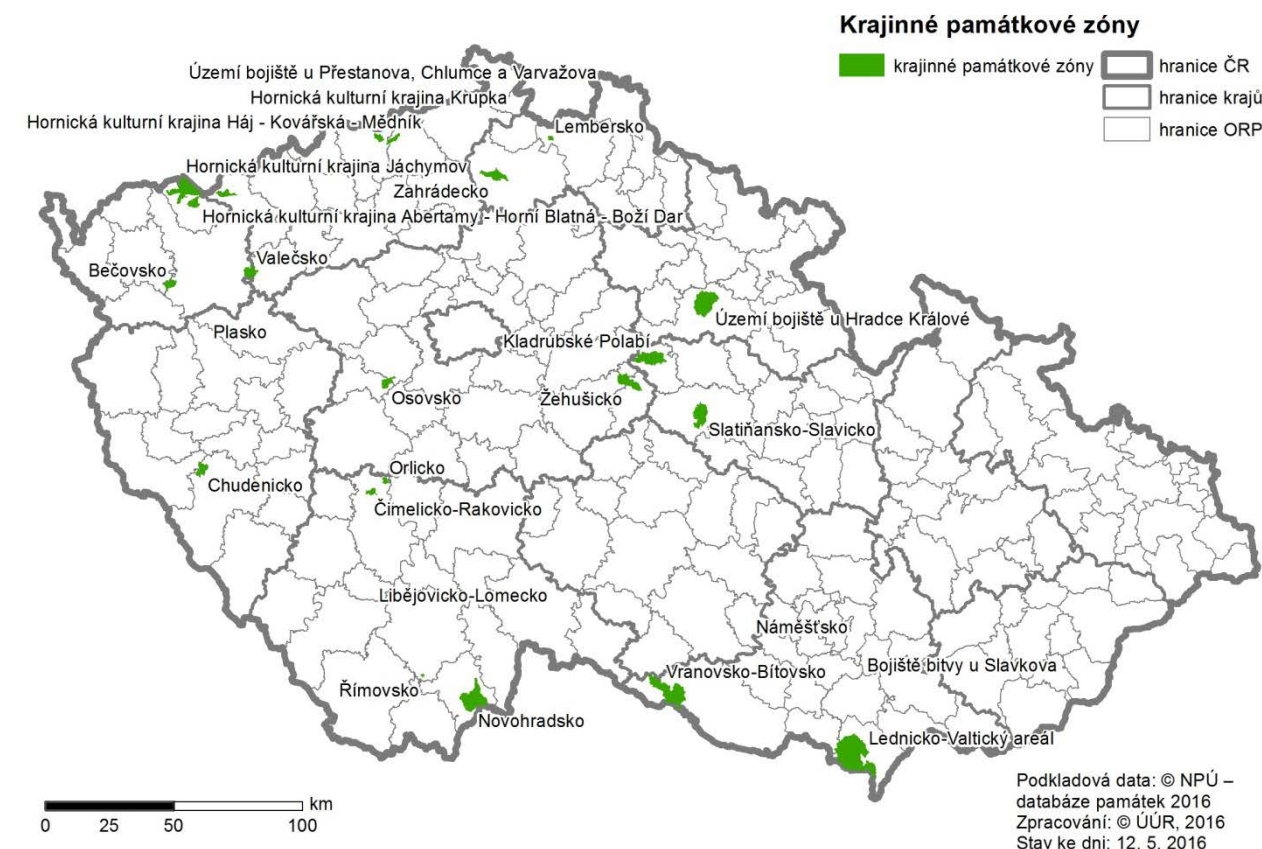 Krajinné památkové zóny
krajinné památkové zóny
hranice ČR
hranice krajů
hranice ORP
Území bojiště u Přestanova, Chlumce a Varvažova
Hornická kulturní krajina Krupka
Hornická kulturní krajina Háj - Kovářská - Mědník
Lembersko
Hornická kulturní krajina Jáchymov
Zahrádecko
Hornická kulturní krajina Abertamy - Horní Blatná - Boží Dar
Valečsko
Bečovsko
Plasko
Území bojiště u Hradce Králové
Kladrubské Polabí
Osovsko
Žehušicko
Slatiňansko-Slavicko
Orlicko
Chudenicko
Čimelicko-Rakovicko
Libějovicko-Lomecko
Náměšťsko
Bojiště bitvy u Slavkova
Vranovsko-Bítovsko
Římovsko
Novohradsko
Lednicko-Valtický areál
km
0 25 50 100
Podkladová data: © NPÚ –
databáze památek 2016
Zpracování: © ÚÚR, 2016
Stav ke dni: 12. 5. 2016